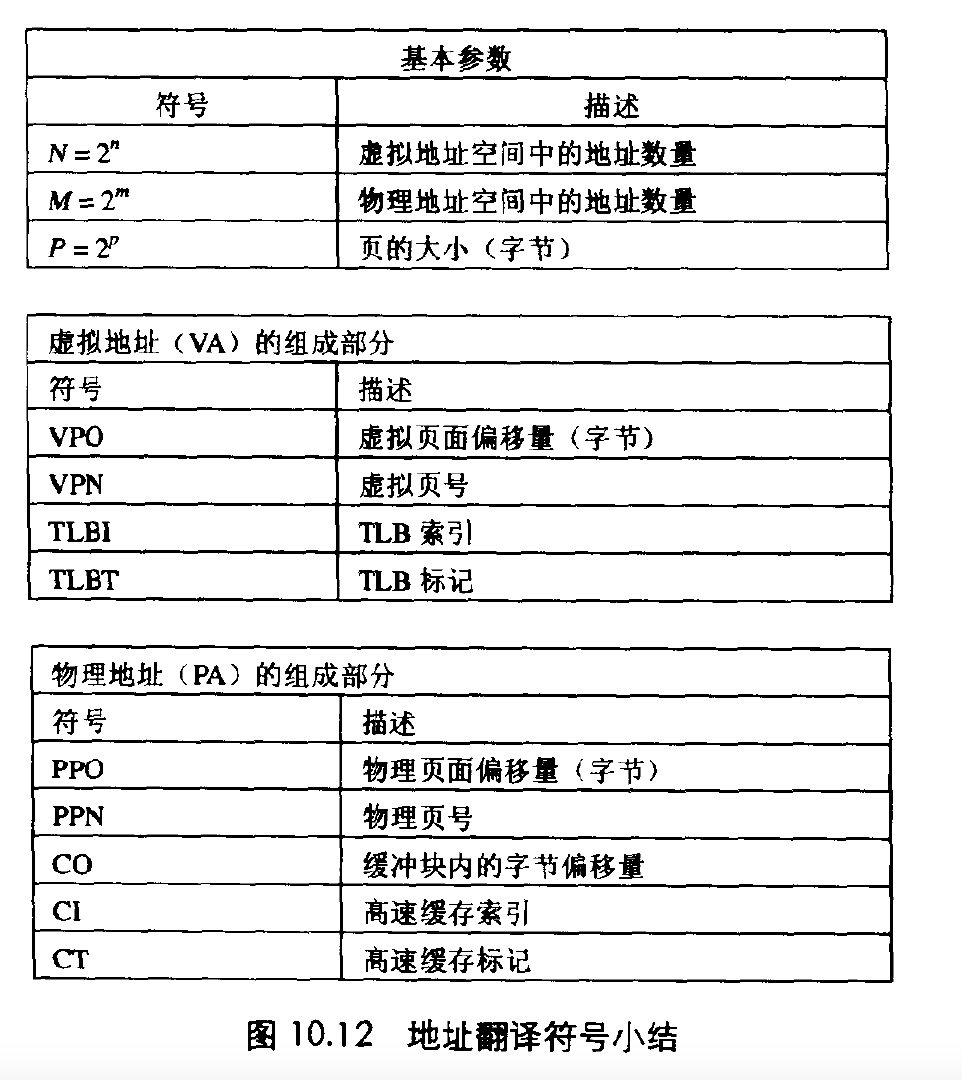 基本参数
符号 描述
N = 2^n 虚拟地址空间中的地址数量
M = 2^m 物理地址空间中的地址数量
P = 2^p 页的大小（字节）
虚拟地址（VA）的组成部分
符号 描述
VPO 虚拟页面偏移量（字节）
VPN 虚拟页号
TLBI TLB 索引
TLBT TLB 标记
物理地址（PA）的组成部分
符号 描述
PPO 物理页面偏移量（字节）
PPN 物理页号
CO 缓冲块内的字节偏移量
CI 高速缓存索引
CT 高速缓存标记
图 10.12 地址翻译符号小结